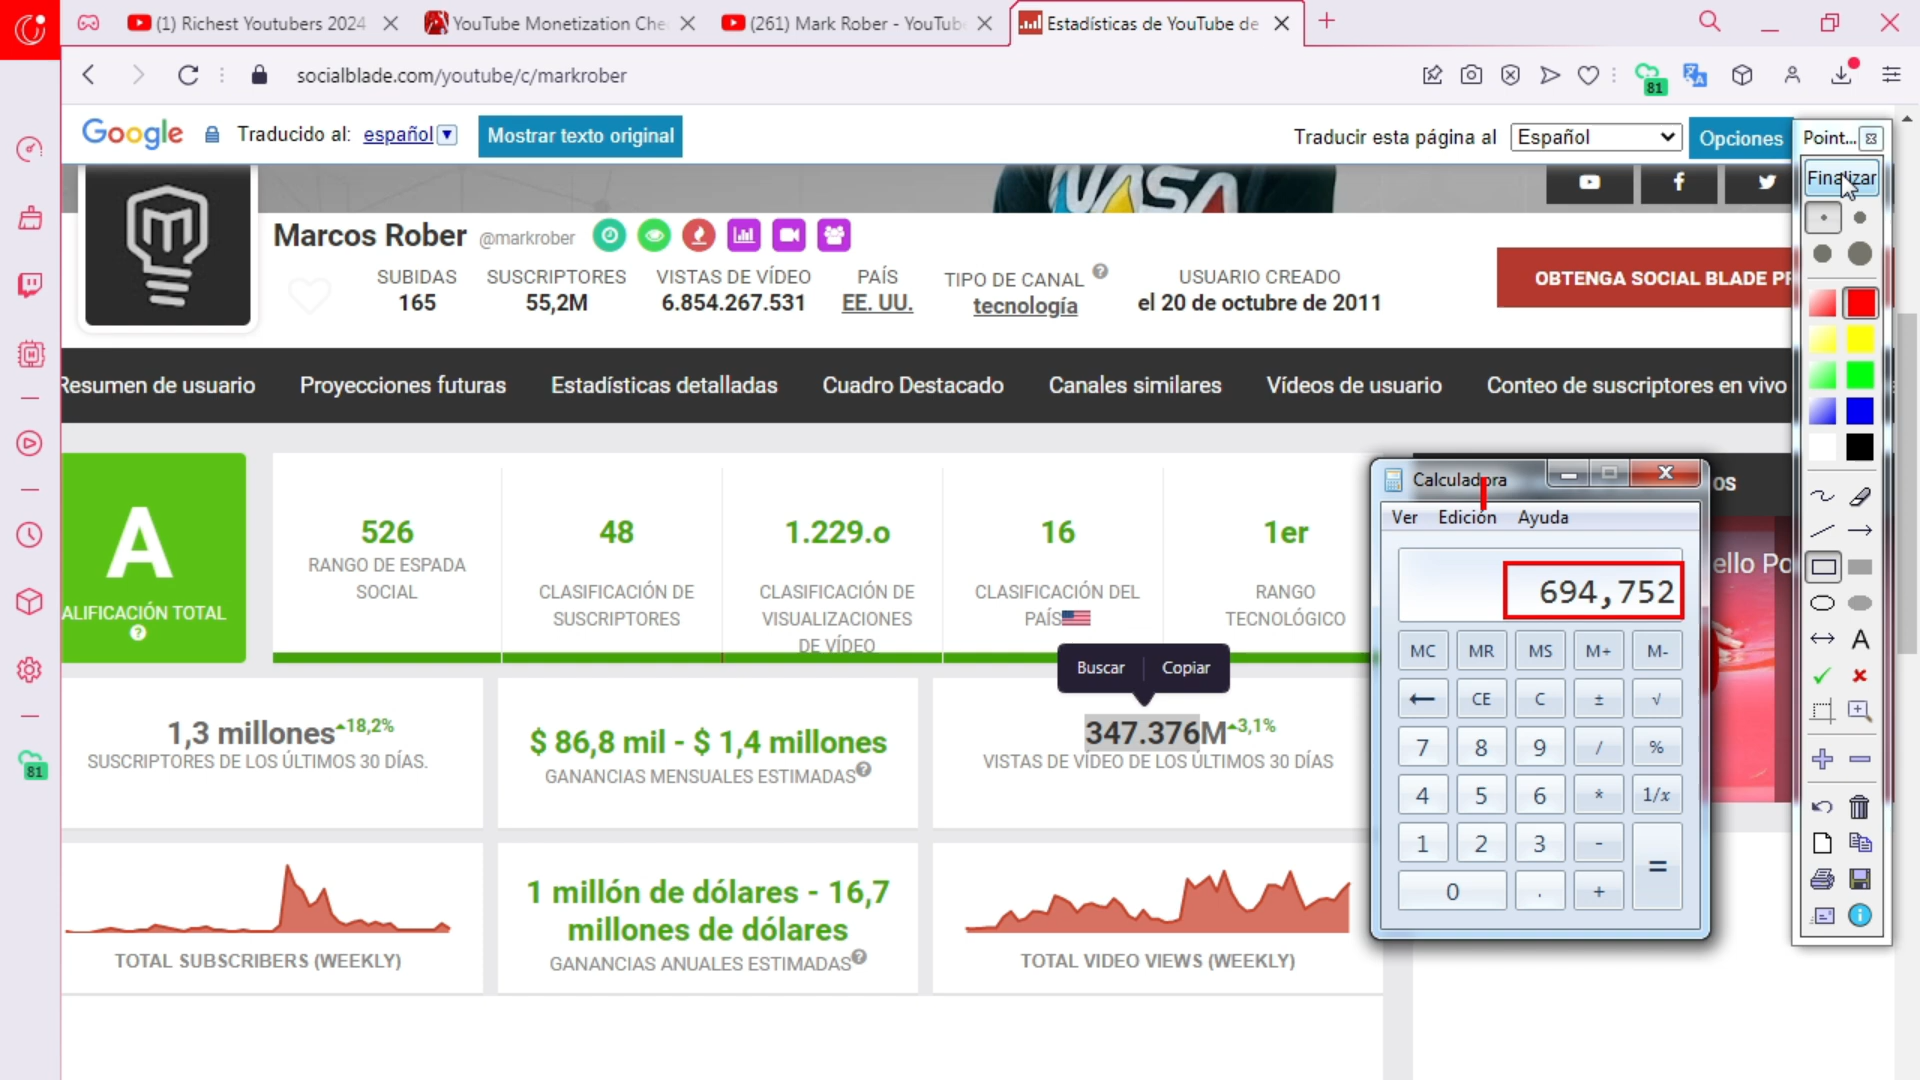 (1) Richest Youtubers 2024
YouTube Monetization Che
(261) Mark Rober - YouTub
Estadísticas de YouTube de
socialblade.com/youtube/c/markrober
81
Google
Traducido al: español
Mostrar texto original
Traducir esta página al
Español
Opciones
Point...
Finalizar
NASA
Marcos Rober @markrober
SUBIDAS
165
SUSCRIPTORES
55,2M
VISTAS DE VÍDEO
6.854.267.531
PAÍS
EE. UU.
TIPO DE CANAL
tecnología
USUARIO CREADO
el 20 de octubre de 2011
OBTENGA SOCIAL BLADE PR
Resumen de usuario
Proyecciones futuras
Estadísticas detalladas
Cuadro Destacado
Canales similares
Vídeos de usuario
Conteo de suscriptores en vivo
A
ALIFICACIÓN TOTAL
526
RANGO DE ESPADA
SOCIAL
48
CLASIFICACIÓN DE
SUSCRIPTORES
1.229.o
CLASIFICACIÓN DE
VISUALIZACIONES
DE VÍDEO
16
CLASIFICACIÓN DEL
PAÍS
1er
RANGO
TECNOLÓGICO
Buscar
Copiar
1,3 millones 18,2%
SUSCRIPTORES DE LOS ÚLTIMOS 30 DÍAS.
$ 86,8 mil - $ 1,4 millones
GANANCIAS MENSUALES ESTIMADAS
347.376M 3,1%
VISTAS DE VÍDEO DE LOS ÚLTIMOS 30 DÍAS
TOTAL SUBSCRIBERS (WEEKLY)
1 millón de dólares - 16,7
millones de dólares
GANANCIAS ANUALES ESTIMADAS
TOTAL VIDEO VIEWS (WEEKLY)
os
ello Po
Calculadora
Ver Edición Ayuda
694,752
MC MR MS M+ M-
← CE C ± √
7 8 9 / %
4 5 6 * 1/x
1 2 3 - =
0 . +
A
81